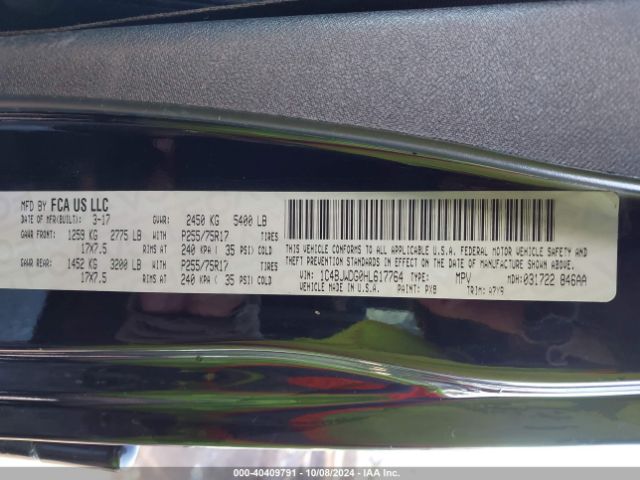 MFD BY FCA US LLC
DATE OF MFR(BUILT): 3-17 GVWR: 2450 KG 5400 LB
GAWR FRONT: 1259 KG 2775 LB WITH P255/75R17 TIRES
17X7.5 RIMS AT 240 KPA ( 35 PSI) COLD
GAWR REAR: 1452 KG 3200 LB WITH P255/75R17 TIRES
17X7.5 RIMS AT 240 KPA ( 35 PSI) COLD
THIS VEHICLE CONFORMS TO ALL APPLICABLE U.S.A. FEDERAL MOTOR VEHICLE SAFETY, BUMPER AND
THEFT PREVENTION STANDARDS IN EFFECT ON THE DATE OF MANUFACTURE SHOWN ABOVE.
VIN: 1C4BJWDG0HL617764 TYPE: MPV MDH:031722 846AA
VEHICLE MADE IN U.S.A. PAINT: PX8 TRIM: A7X9
000-40409791 - 10/08/2024 - IAA Inc.